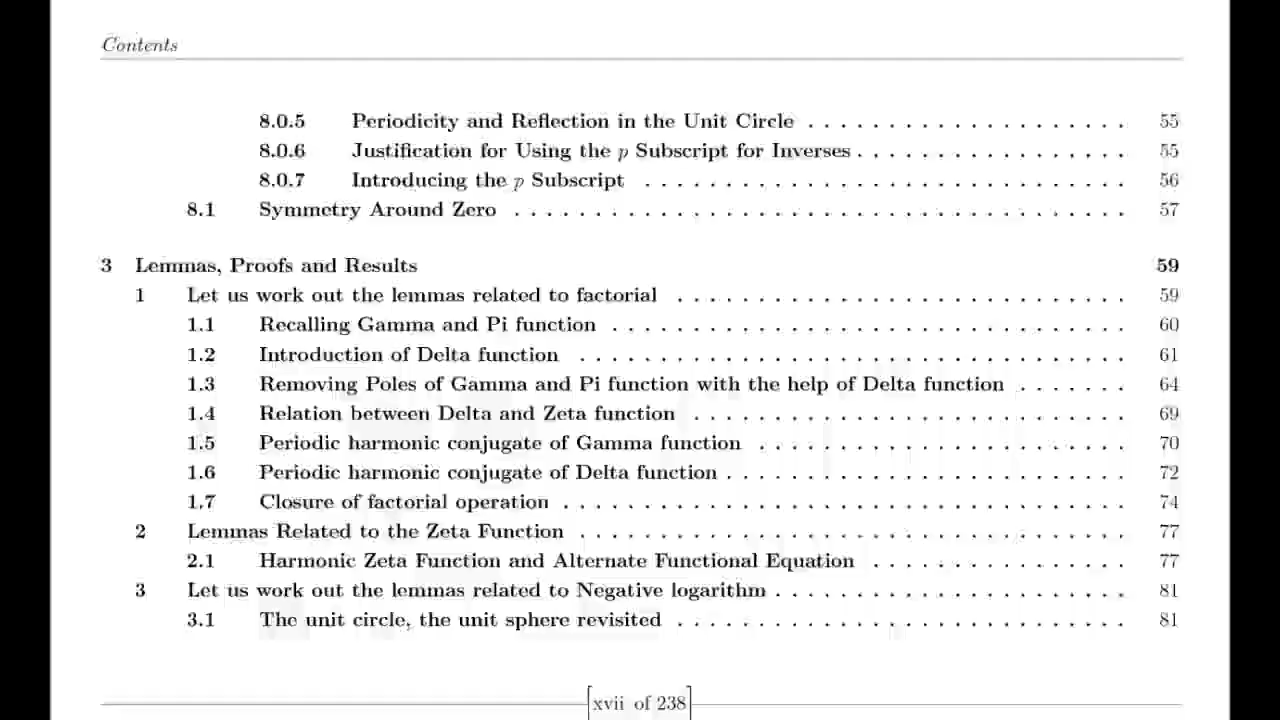 Contents
8.0.5 Periodicity and Reflection in the Unit Circle . . . . . . . . . . . . . . . . . . . . 55
8.0.6 Justification for Using the p Subscript for Inverses . . . . . . . . . . . . . . . . . 55
8.0.7 Introducing the p Subscript . . . . . . . . . . . . . . . . . . . . . . . . . . . . . . 56
8.1 Symmetry Around Zero . . . . . . . . . . . . . . . . . . . . . . . . . . . . . . . . . . . . . . 57
3 Lemmas, Proofs and Results 59
1 Let us work out the lemmas related to factorial . . . . . . . . . . . . . . . . . . . . . . . . . . . . 59
1.1 Recalling Gamma and Pi function . . . . . . . . . . . . . . . . . . . . . . . . . . . . . . . . 60
1.2 Introduction of Delta function . . . . . . . . . . . . . . . . . . . . . . . . . . . . . . . . . . 61
1.3 Removing Poles of Gamma and Pi function with the help of Delta function . . . . . . . 64
1.4 Relation between Delta and Zeta function . . . . . . . . . . . . . . . . . . . . . . . . . . . 69
1.5 Periodic harmonic conjugate of Gamma function . . . . . . . . . . . . . . . . . . . . . . . 70
1.6 Periodic harmonic conjugate of Delta function . . . . . . . . . . . . . . . . . . . . . . . . . 72
1.7 Closure of factorial operation . . . . . . . . . . . . . . . . . . . . . . . . . . . . . . . . . . . 74
2 Lemmas Related to the Zeta Function . . . . . . . . . . . . . . . . . . . . . . . . . . . . . . . . . . 77
2.1 Harmonic Zeta Function and Alternate Functional Equation . . . . . . . . . . . . . . . . 77
3 Let us work out the lemmas related to Negative logarithm . . . . . . . . . . . . . . . . . . . . . . 81
3.1 The unit circle, the unit sphere revisited . . . . . . . . . . . . . . . . . . . . . . . . . . . . 81
[xvii of 238]